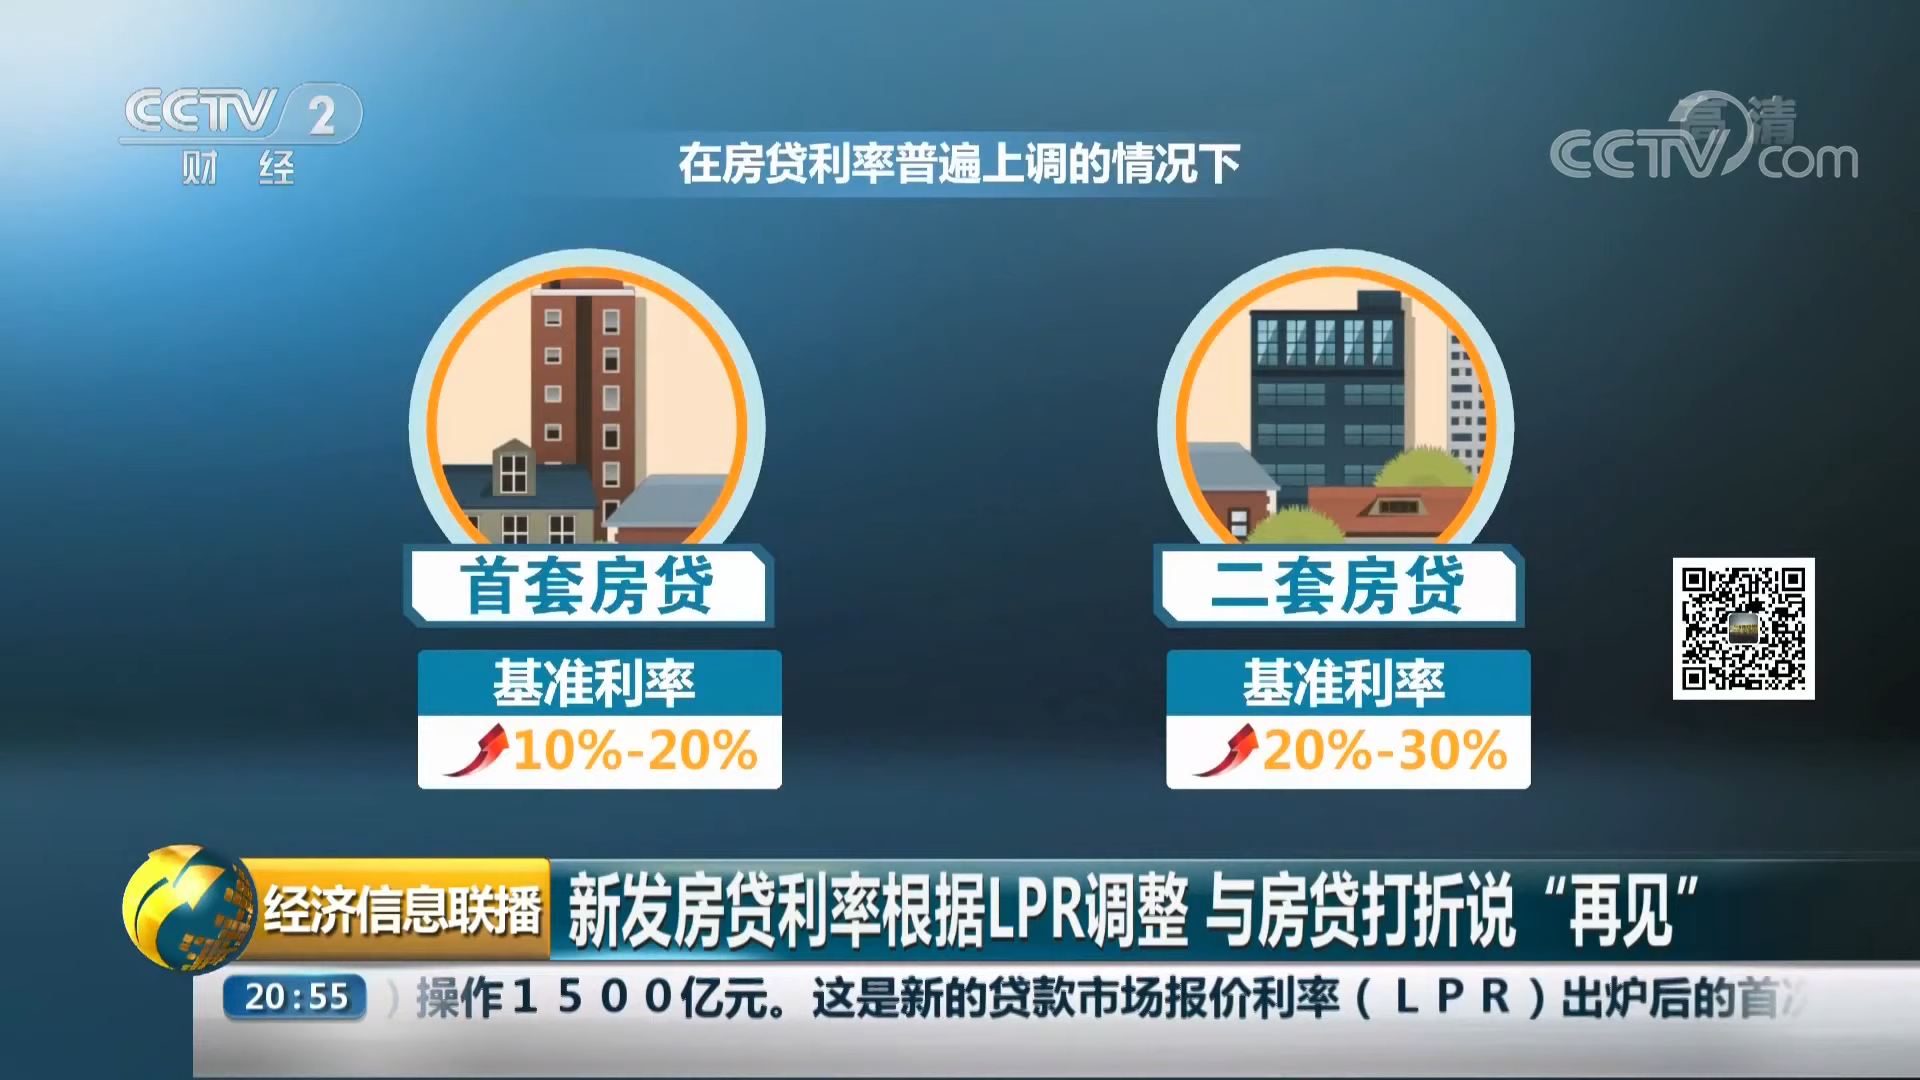 CCTV 2
财 经
高清
CCTV com
在房贷利率普遍上调的情况下
首套房贷
二套房贷
基准利率
10%-20%
基准利率
20%-30%
经济信息联播
新发房贷利率根据LPR调整 与房贷打折说“再见”
20:55
）操作1500亿元。这是新的贷款市场报价利率（LPR）出炉后的首次